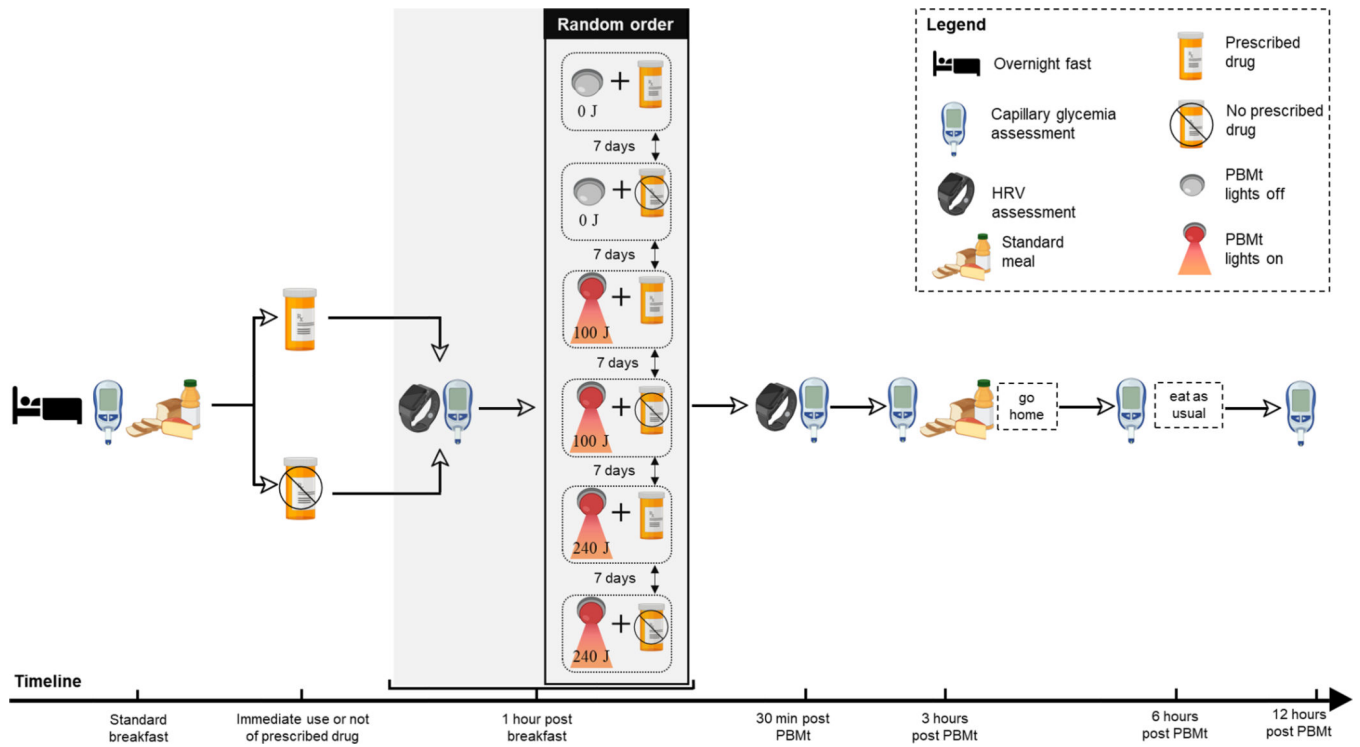 Random order
0 J
7 days
0 J
7 days
100 J
7 days
100 J
7 days
240 J
7 days
240 J
Legend
Overnight fast
Capillary glycemia
assessment
HRV
assessment
Standard
meal
Prescribed
drug
No prescribed
drug
PBMt
lights off
PBMt
lights on
go
home
eat as
usual
Timeline
Standard
breakfast
Immediate use or not
of prescribed drug
1 hour post
breakfast
30 min post
PBMt
3 hours
post PBMt
6 hours
post PBMt
12 hours
post PBMt